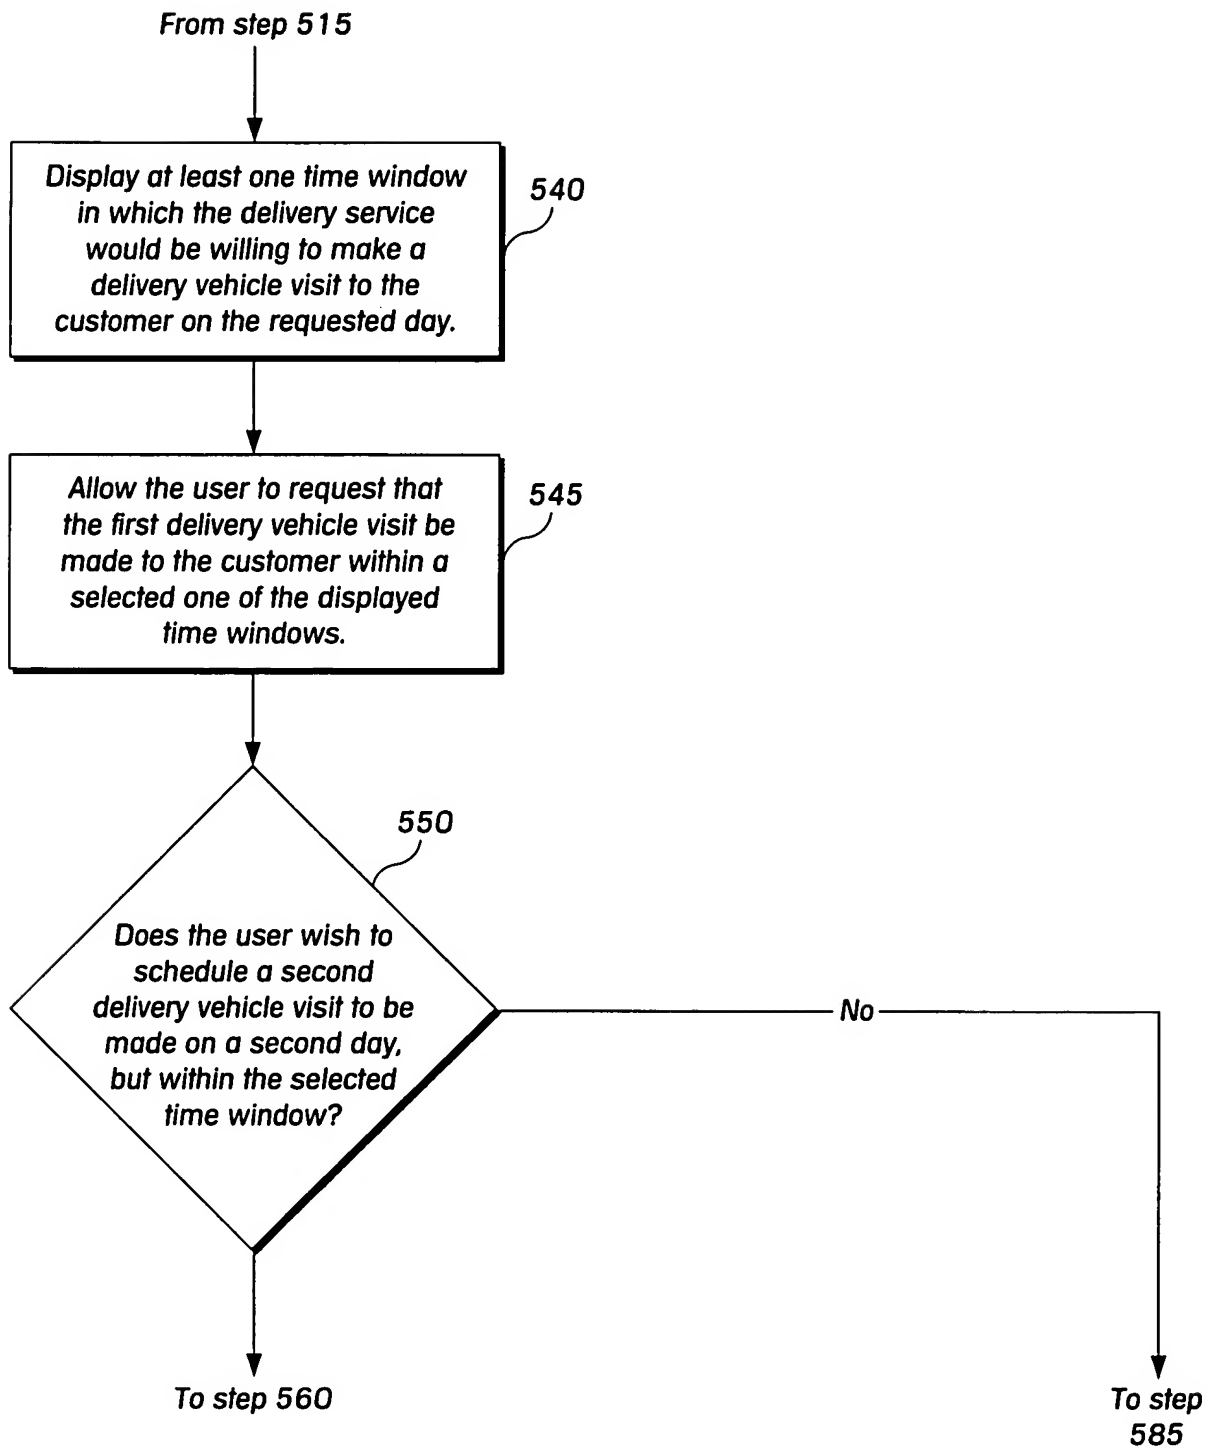 From step 515
Display at least one time window
in which the delivery service
would be willing to make a
delivery vehicle visit to the
customer on the requested day.
540
Allow the user to request that
the first delivery vehicle visit be
made to the customer within a
selected one of the displayed
time windows.
545
550
Does the user wish to
schedule a second
delivery vehicle visit to be
made on a second day,
but within the selected
time window?
No
To step 560
To step
585